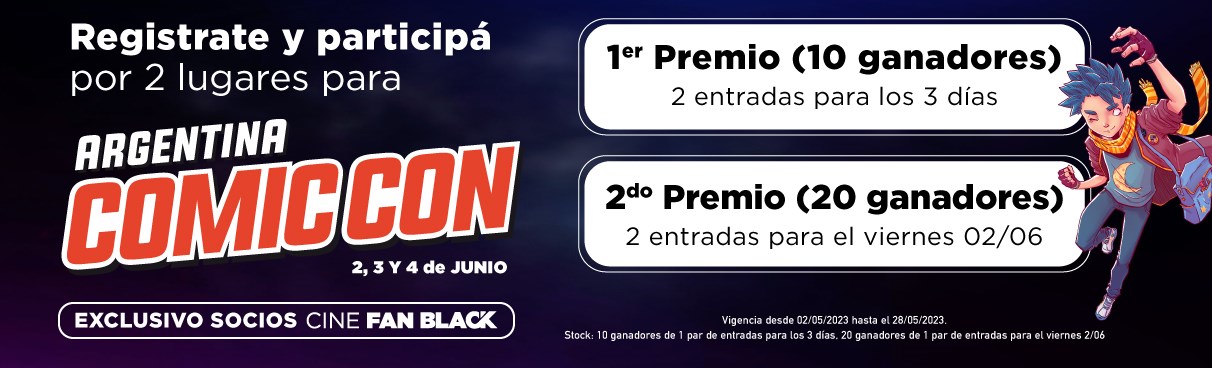 Registrate y participá
por 2 lugares para
ARGENTINA
COMIC CON
2, 3 Y 4 de JUNIO
EXCLUSIVO SOCIOS CINE FAN BLACK
1er Premio (10 ganadores)
2 entradas para los 3 días
2do Premio (20 ganadores)
2 entradas para el viernes 02/06
Vigencia desde 02/05/2023 hasta el 28/05/2023.
Stock: 10 ganadores de 1 par de entradas para los 3 días, 20 ganadores de 1 par de entradas para el viernes 2/06